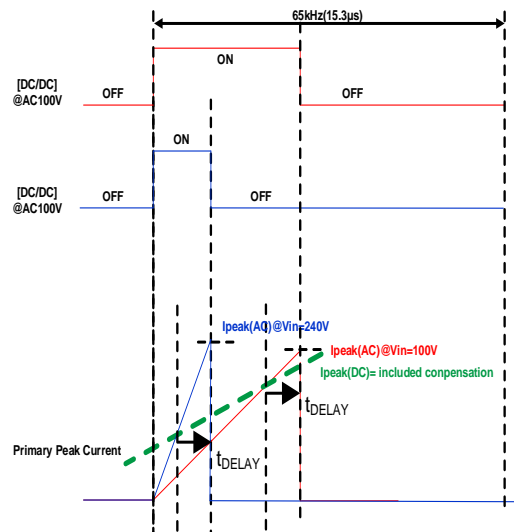 65kHz(15.3μs)
ON
[DC/DC]
@AC100V
OFF
OFF
ON
[DC/DC]
@AC100V
OFF
OFF
Ipeak(AC)@Vin=240V
Ipeak(AC)@Vin=100V
Ipeak(DC)= included conpensation
tDELAY
Primary Peak Current
tDELAY